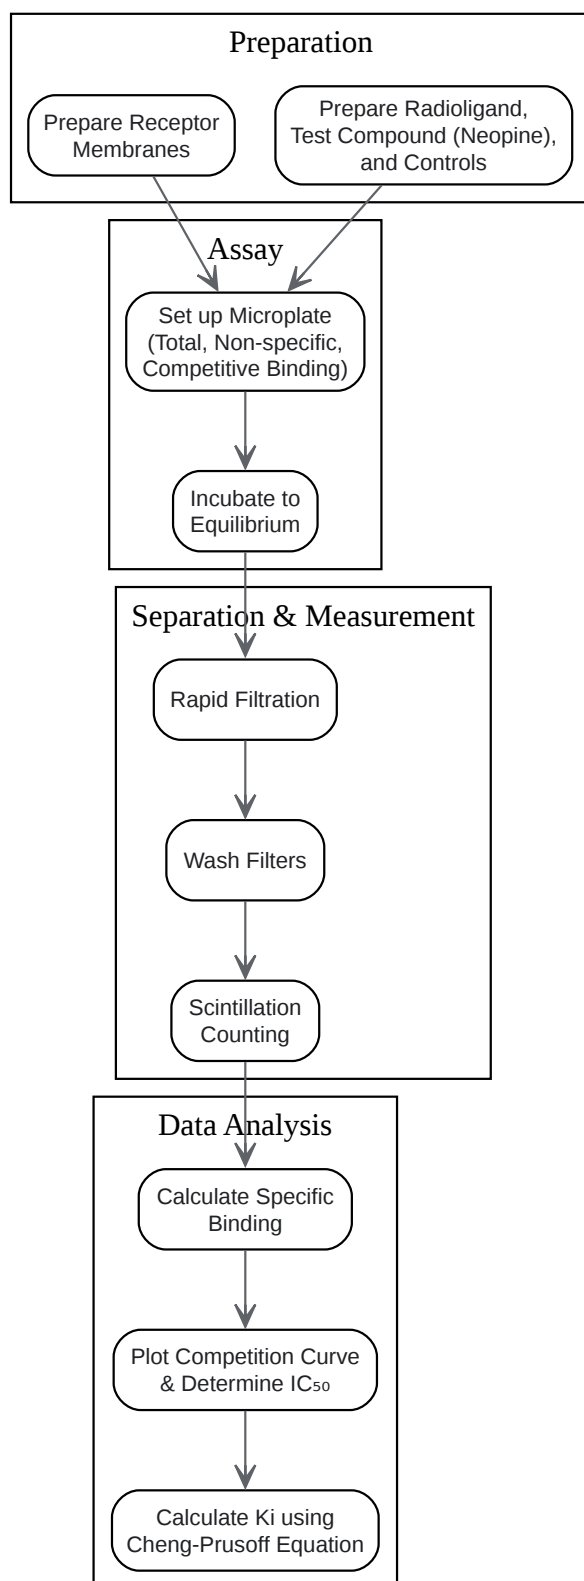 Preparation
Prepare Receptor
Membranes
Prepare Radioligand,
Test Compound (Neopine),
and Controls
Assay
Set up Microplate
(Total, Non-specific,
Competitive Binding)
Incubate to
Equilibrium
Separation & Measurement
Rapid Filtration
Wash Filters
Scintillation
Counting
Data Analysis
Calculate Specific
Binding
Plot Competition Curve
& Determine IC₅₀
Calculate Ki using
Cheng-Prusoff Equation